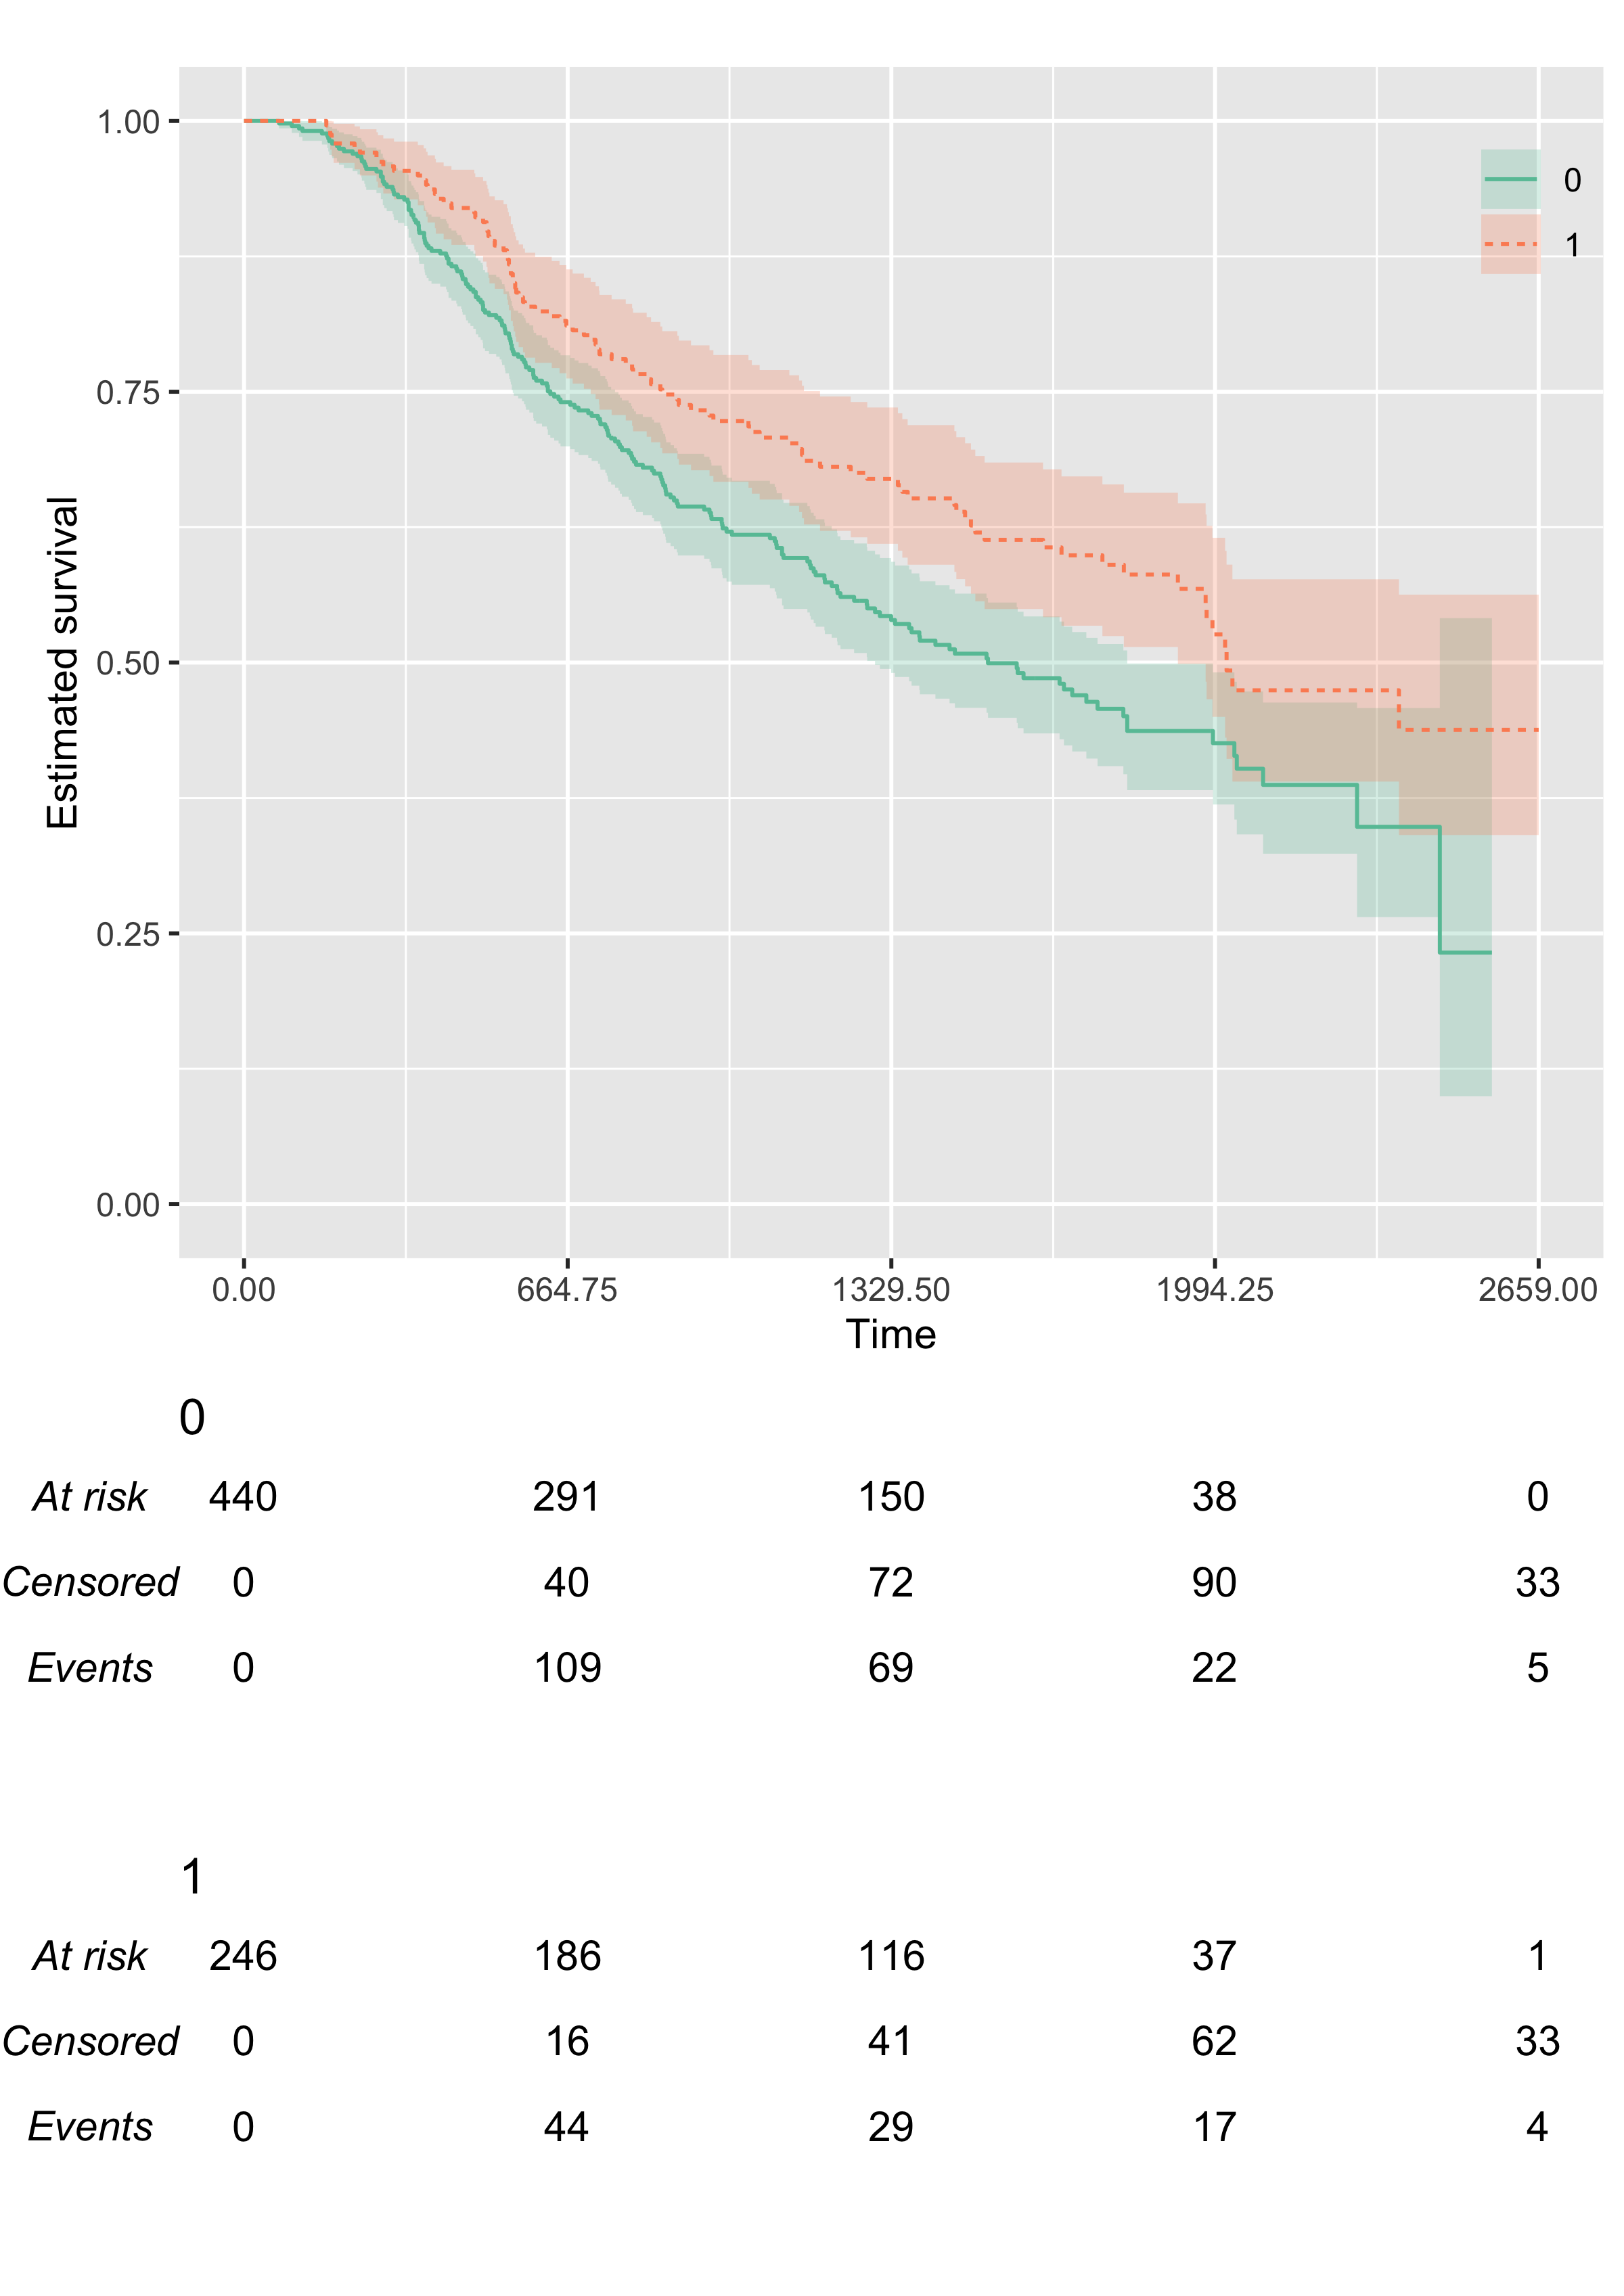 1.00
0.75
0.50
0.25
0.00
Estimated survival
0
1
0.00 664.75 1329.50 1994.25 2659.00
Time
0
At risk 440 291 150 38 0
Censored 0 40 72 90 33
Events 0 109 69 22 5
1
At risk 246 186 116 37 1
Censored 0 16 41 62 33
Events 0 44 29 17 4